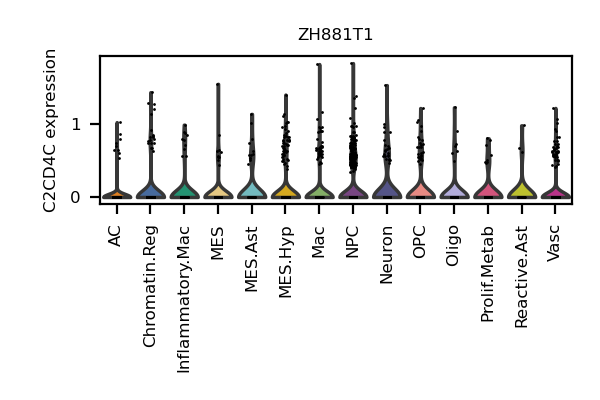 ZH881T1
C2CD4C expression
1
0
AC
Chromatin.Reg
Inflammatory.Mac
MES
MES.Ast
MES.Hyp
Mac
NPC
Neuron
OPC
Oligo
Prolif.Metab
Reactive.Ast
Vasc